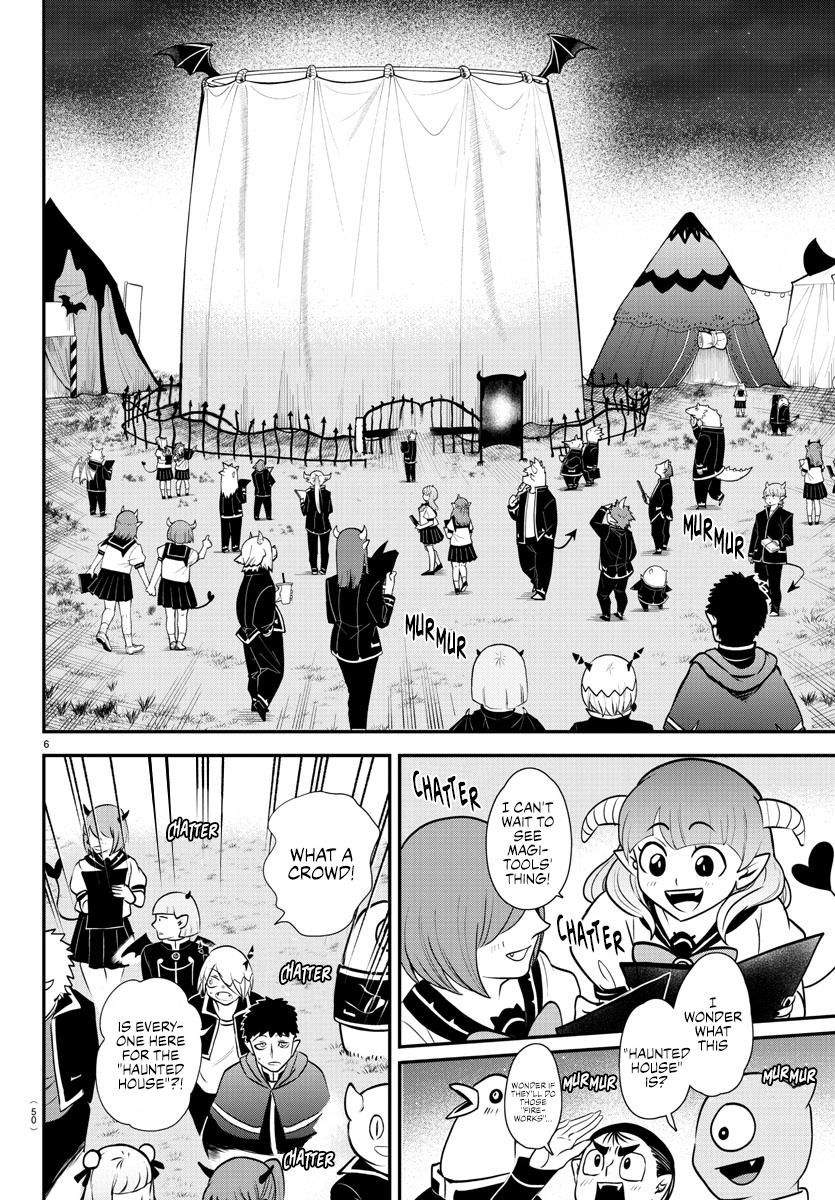 MURMUR
MURMUR
6
CHATTER
I CAN'T
WAIT TO
SEE
MAGI-
TOOLS'
THING!
CHATTER
I
WONDER
WHAT THIS
"HAUNTED
HOUSE"
IS?
WONDER IF
THEY'LL DO
THOSE
"FIRE-
WORKS"...
MURMUR
MURMUR
CHATTER
WHAT A
CROWD!
CHATTER
IS EVERY-
ONE HERE
FOR THE
"HAUNTED
HOUSE"?!
CHATTER
CHATTER
(50)